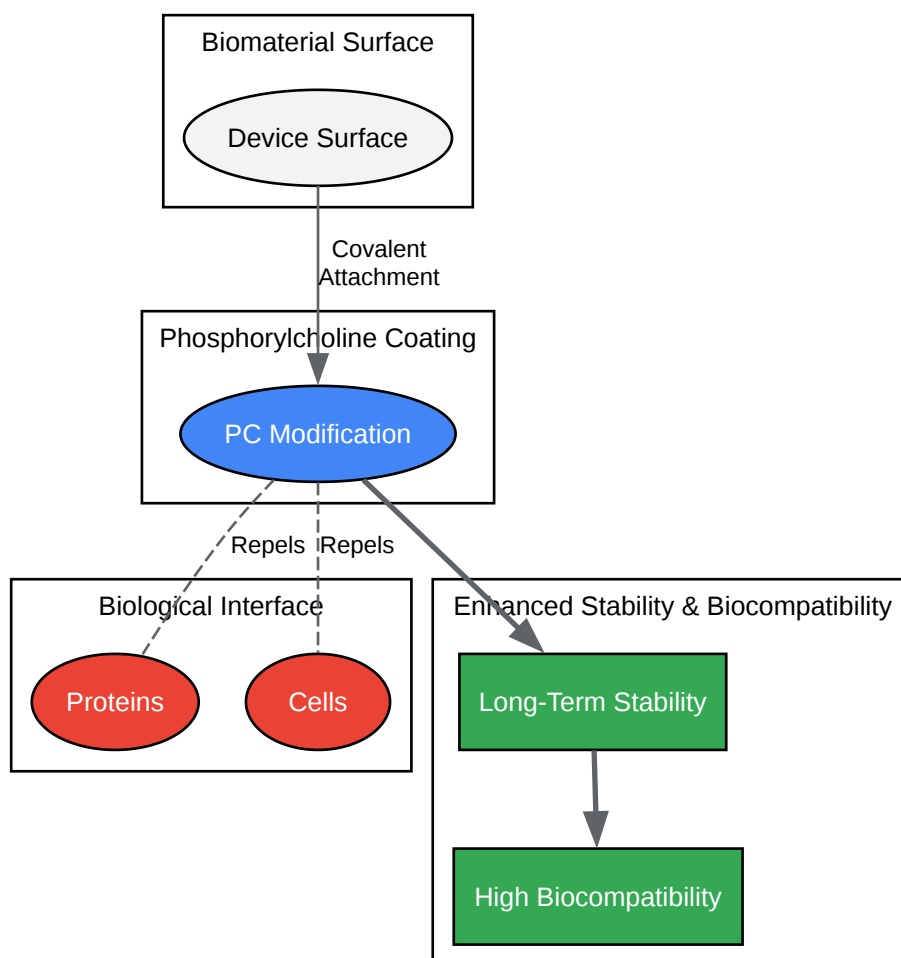 Biomaterial Surface
Device Surface
Covalent
Attachment
Phosphorylcholine Coating
PC Modification
Repels
Repels
Biological Interface
Enhanced Stability & Biocompatibility
Proteins
Cells
Long-Term Stability
High Biocompatibility